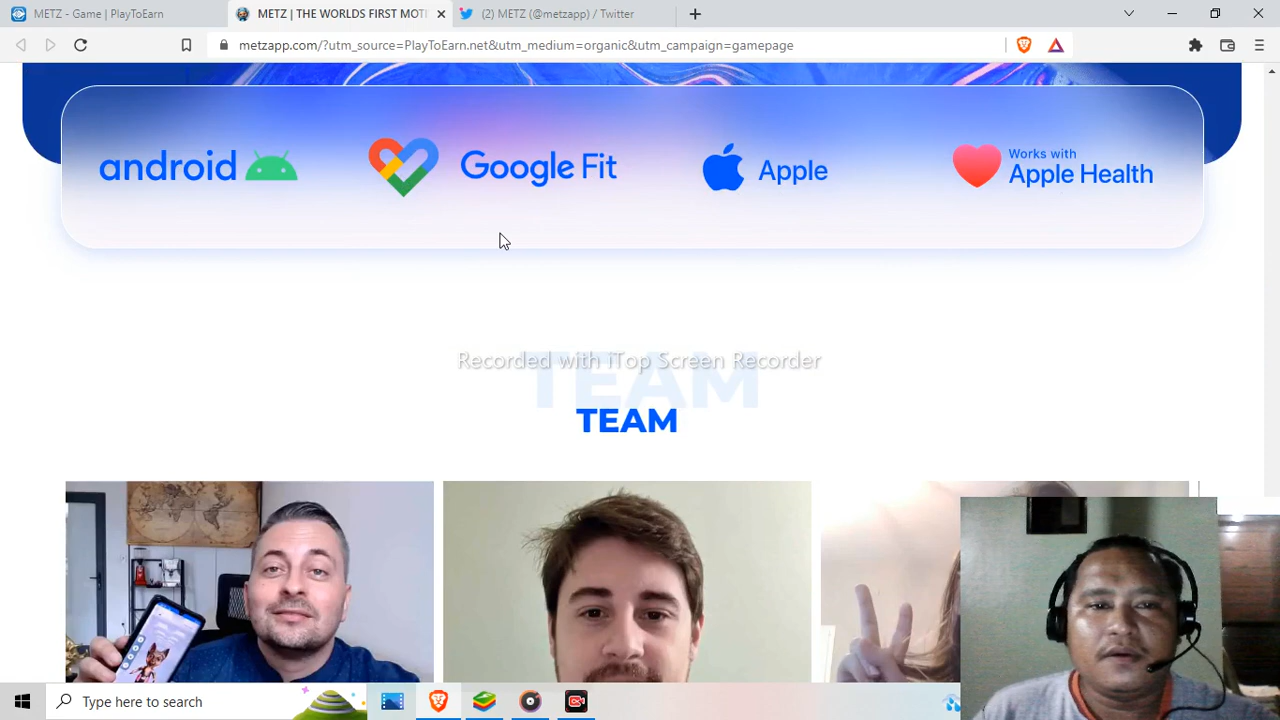 METZ - Game | PlayToEarn
METZ | THE WORLDS FIRST MOTI
(2) METZ (@metzapp) / Twitter
metzapp.com/?utm_source=PlayToEarn.net&utm_medium=organic&utm_campaign=gamepage
android
Google Fit
Apple
Works with
Apple Health
Recorded with iTop Screen Recorder
TEAM
TEAM
Type here to search